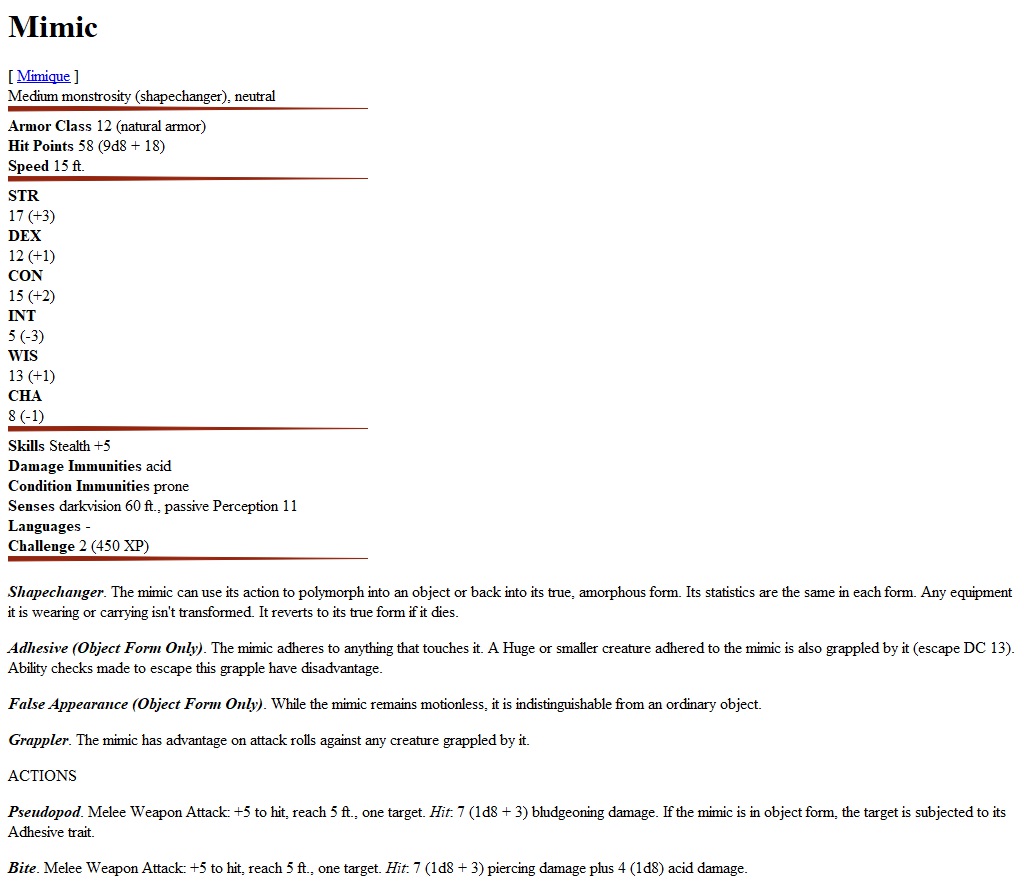 Mimic
[ Mimique ]
Medium monstrosity (shapechanger), neutral
Armor Class 12 (natural armor)
Hit Points 58 (9d8 + 18)
Speed 15 ft.
STR
17 (+3)
DEX
12 (+1)
CON
15 (+2)
INT
5 (-3)
WIS
13 (+1)
CHA
8 (-1)
Skills Stealth +5
Damage Immunities acid
Condition Immunities prone
Senses darkvision 60 ft., passive Perception 11
Languages -
Challenge 2 (450 XP)
Shapechanger. The mimic can use its action to polymorph into an object or back into its true, amorphous form. Its statistics are the same in each form. Any equipment
it is wearing or carrying isn't transformed. It reverts to its true form if it dies.
Adhesive (Object Form Only). The mimic adheres to anything that touches it. A Huge or smaller creature adhered to the mimic is also grappled by it (escape DC 13).
Ability checks made to escape this grapple have disadvantage.
False Appearance (Object Form Only). While the mimic remains motionless, it is indistinguishable from an ordinary object.
Grappler. The mimic has advantage on attack rolls against any creature grappled by it.
ACTIONS
Pseudopod. Melee Weapon Attack: +5 to hit, reach 5 ft., one target. Hit: 7 (1d8 + 3) bludgeoning damage. If the mimic is in object form, the target is subjected to its
Adhesive trait.
Bite. Melee Weapon Attack: +5 to hit, reach 5 ft., one target. Hit: 7 (1d8 + 3) piercing damage plus 4 (1d8) acid damage.